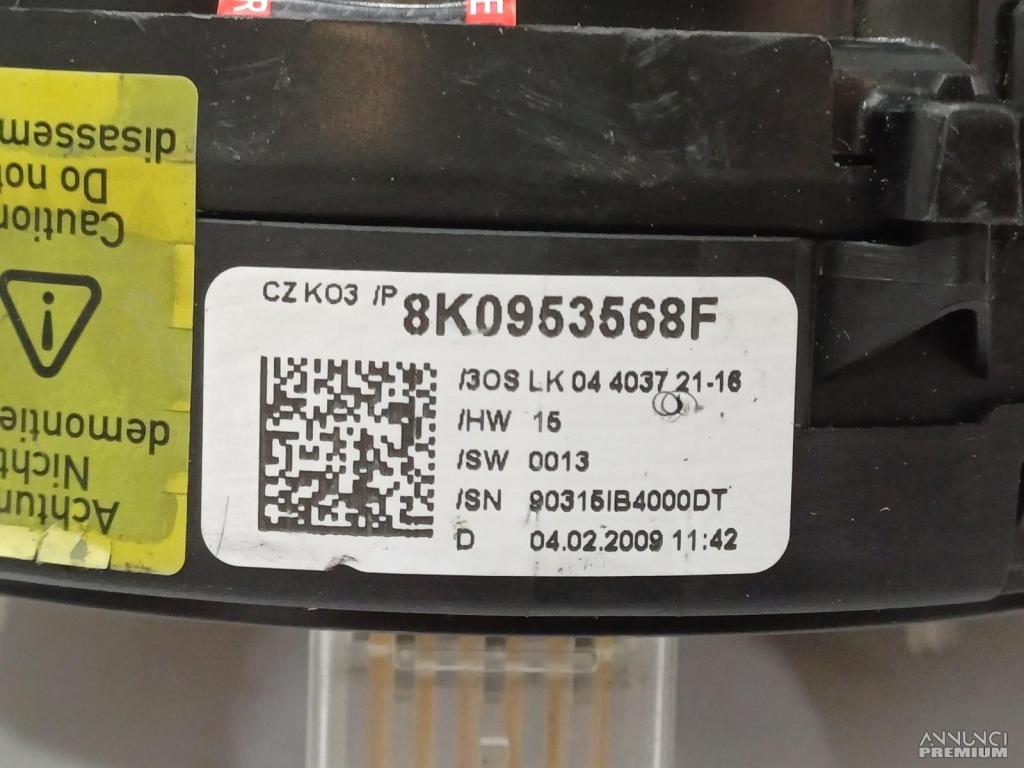 R
E
disassem
Do not
Caution
demontie
Nicht
Achtun
CZ KO3 /P 8K0953568F
/3OS LK 04 4037 21-16
/HW 15
/SW 0013
/SN 90315IB4000DT
D 04.02.2009 11:42
ANNUNCI
PREMIUM